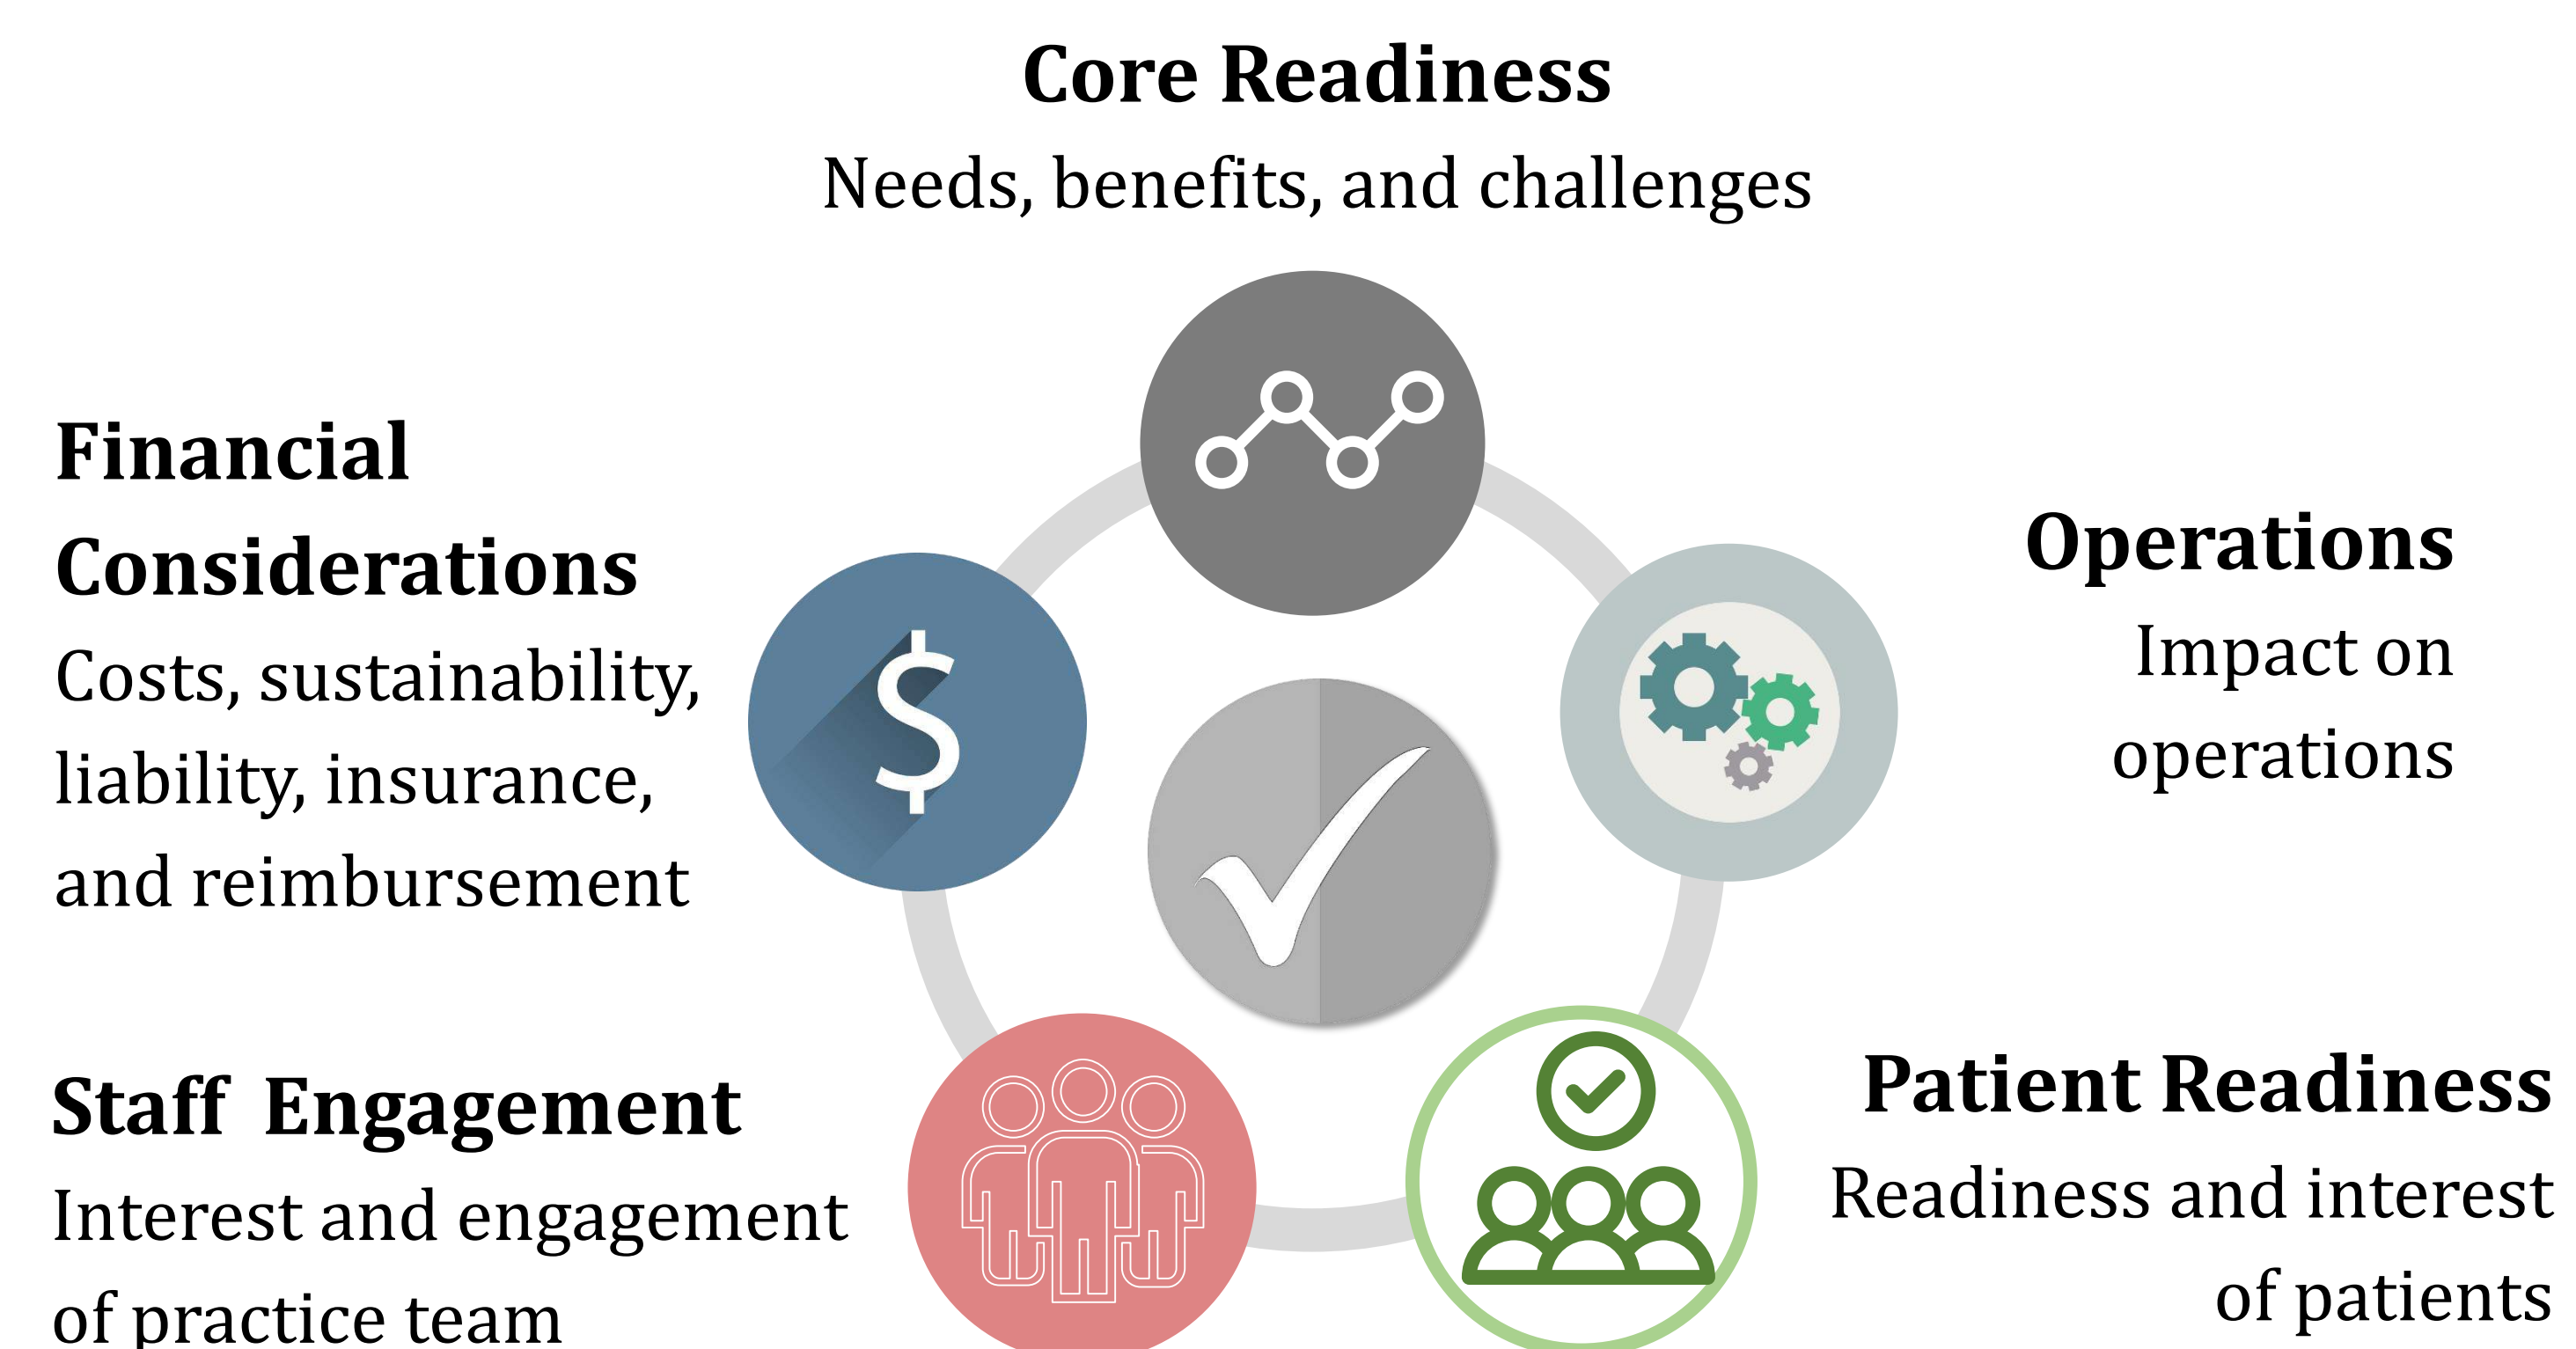 Core Readiness
Needs, benefits, and challenges
Financial
Considerations
Costs, sustainability,
liability, insurance,
and reimbursement
Operations
Impact on
operations
Staff  Engagement
Interest and engagement
of practice team
Patient Readiness
Readiness and interest
of patients
$